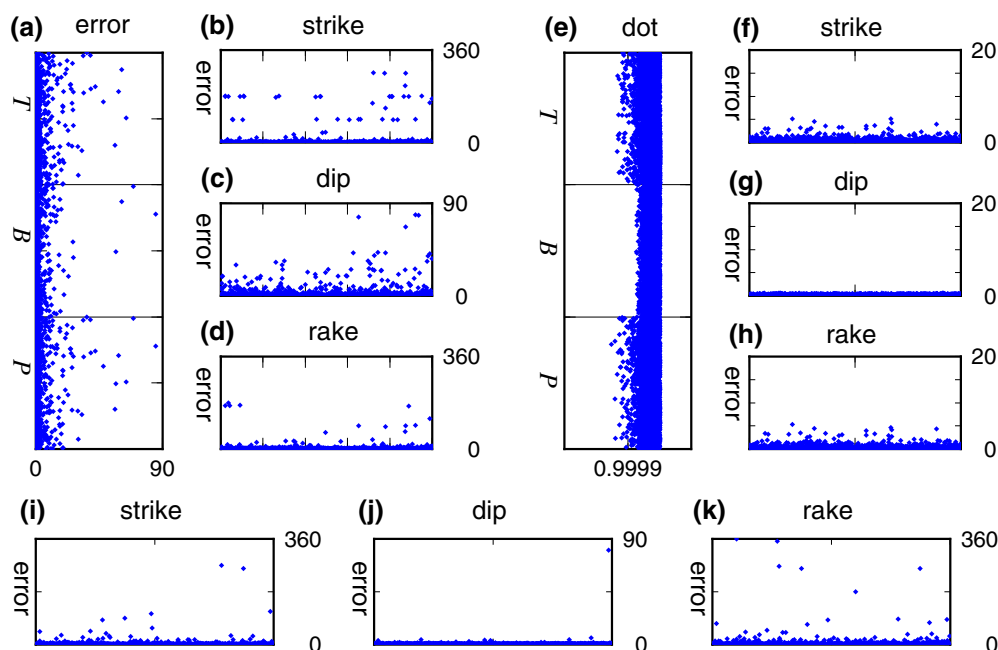 (a) error
T
B
P
0 90
(b) strike
error
360
0
(c) dip
error
90
0
(d) rake
error
360
0
(e) dot
T
B
P
0.9999
(f) strike
error
20
0
(g) dip
error
20
0
(h) rake
error
20
0
(i) strike
error
360
0
(j) dip
90
0
(k) rake
error
360
0